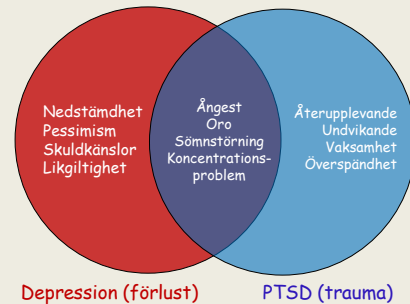 Nedstämdhet
Pessimism
Skuldkänslor
Likgiltighet
Ångest
Oro
Sömnstörning
Koncentrations-
problem
Återupplevande
Undvikande
Vaksamhet
Överspändhet
Depression (förlust)
PTSD (trauma)